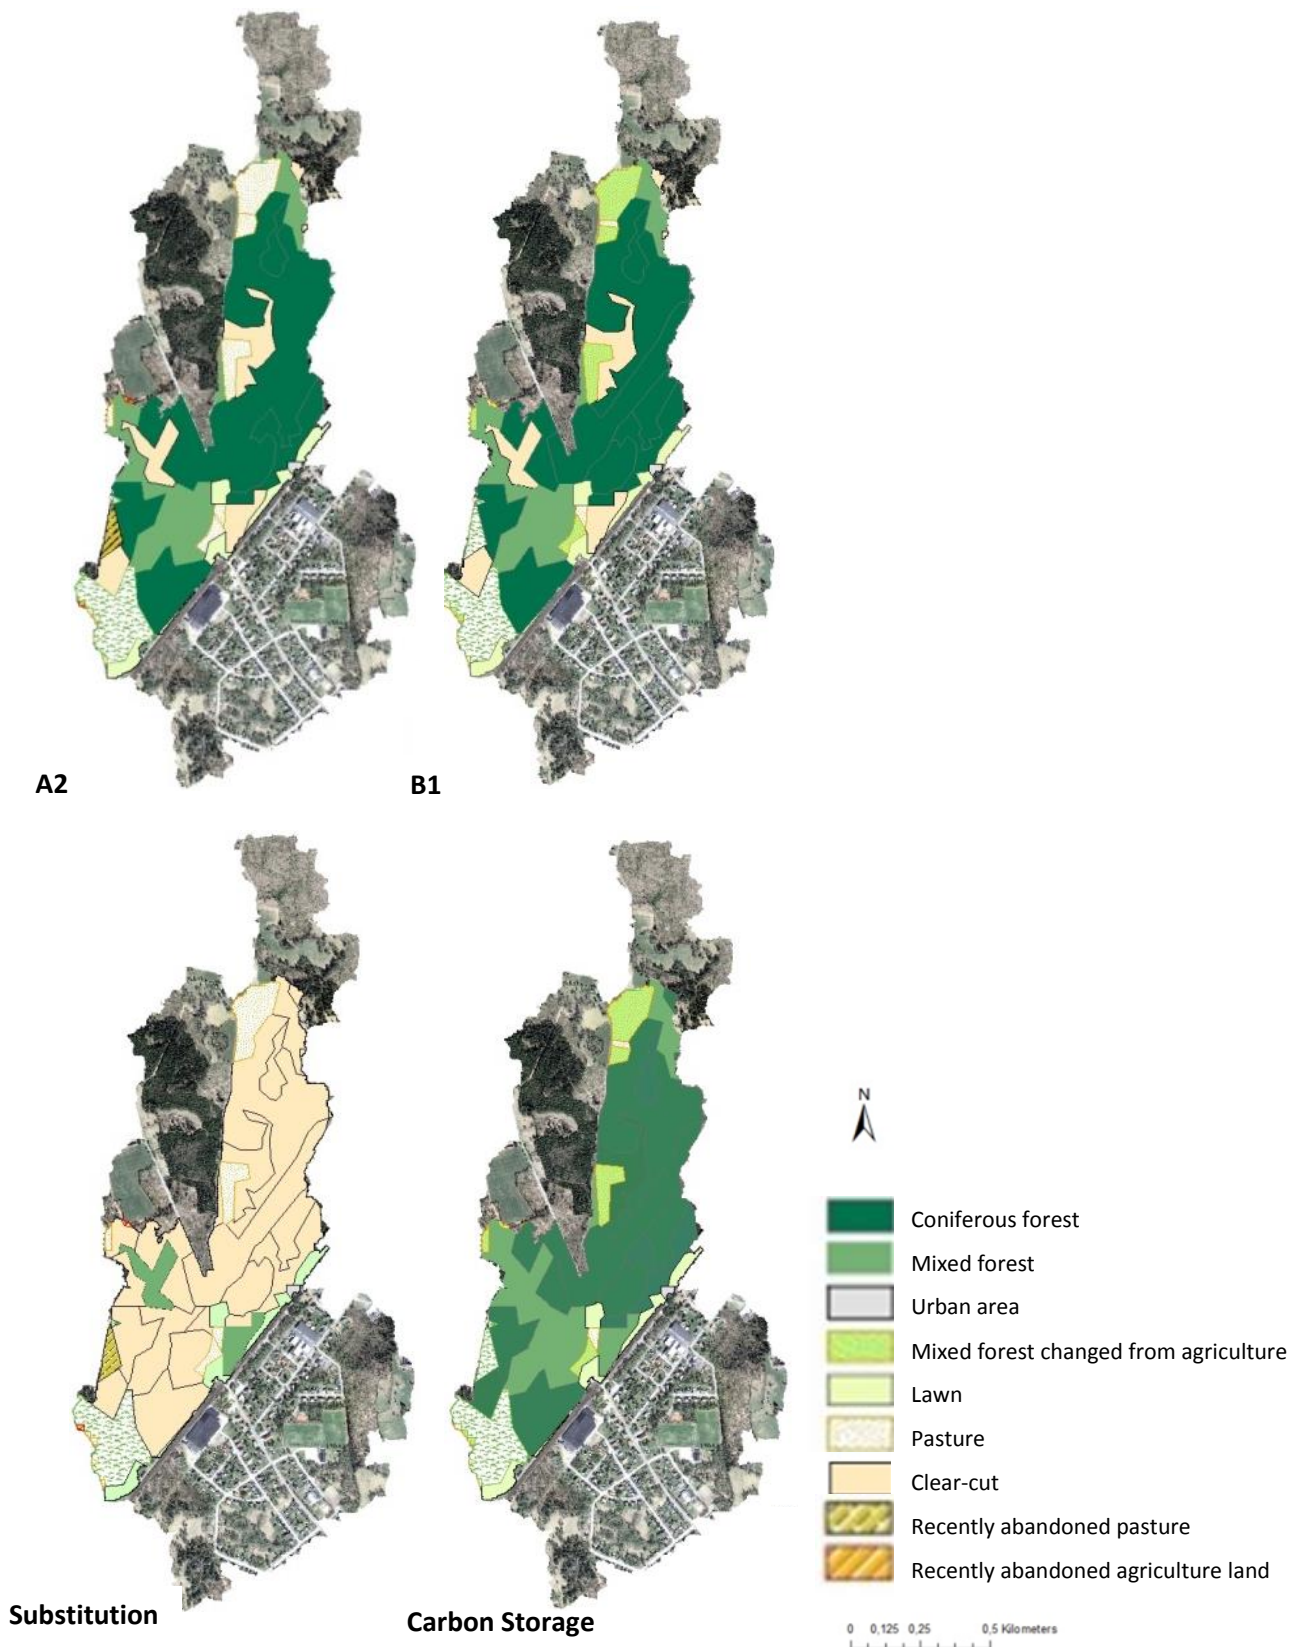 A2
B1
N
Coniferous forest
Mixed forest
Urban area
Mixed forest changed from agriculture
Lawn
Pasture
Clear-cut
Recently abandoned pasture
Recently abandoned agriculture land
Substitution
Carbon Storage
0 0,125 0,25 0,5 Kilometers